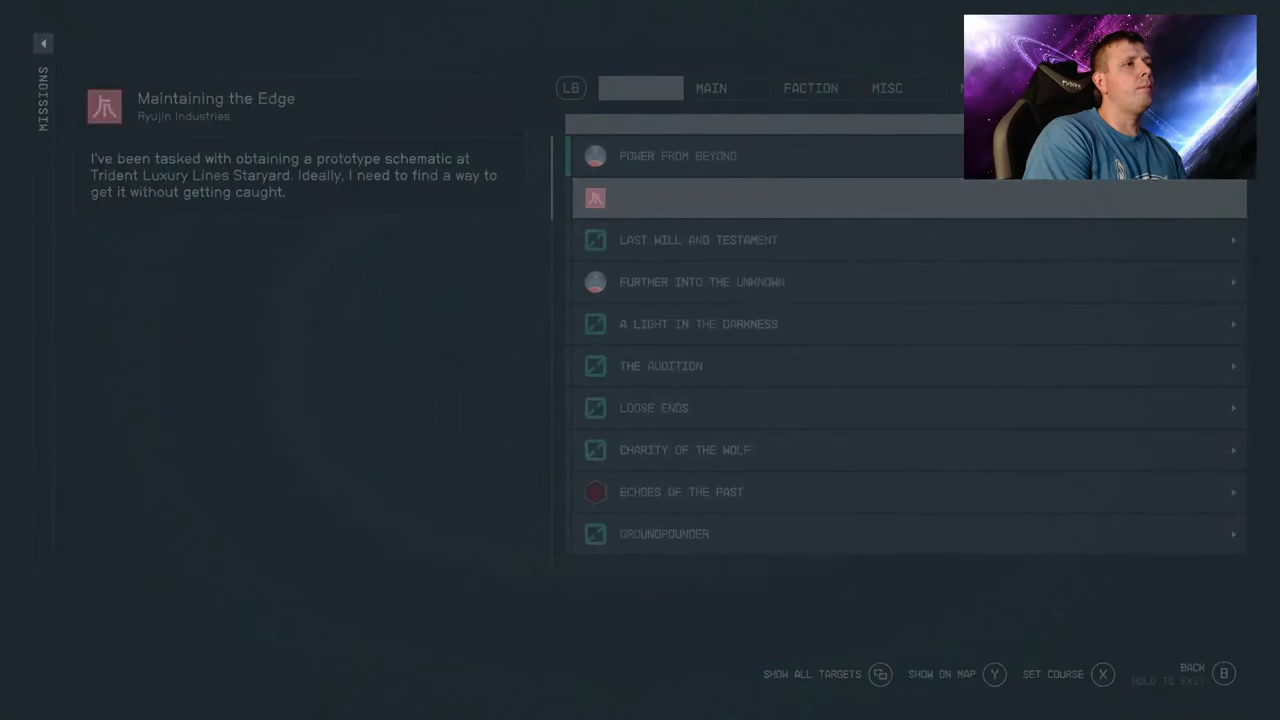 MISSIONS
Maintaining the Edge
Ryujin Industries
I've been tasked with obtaining a prototype schematic at
Trident Luxury Lines Staryard. Ideally, I need to find a way to
get it without getting caught.
LB
MAIN
FACTION
MISC
POWER FROM BEYOND
LAST WILL AND TESTAMENT
FURTHER INTO THE UNKNOWN
A LIGHT IN THE DARKNESS
THE AUDITION
LOOSE ENDS
CHARITY OF THE WOLF
ECHOES OF THE PAST
GROUNDPOUNDER
SHOW ALL TARGETS
SHOW ON MAP Y
SET COURSE X
BACK B
HOLD TO EXIT